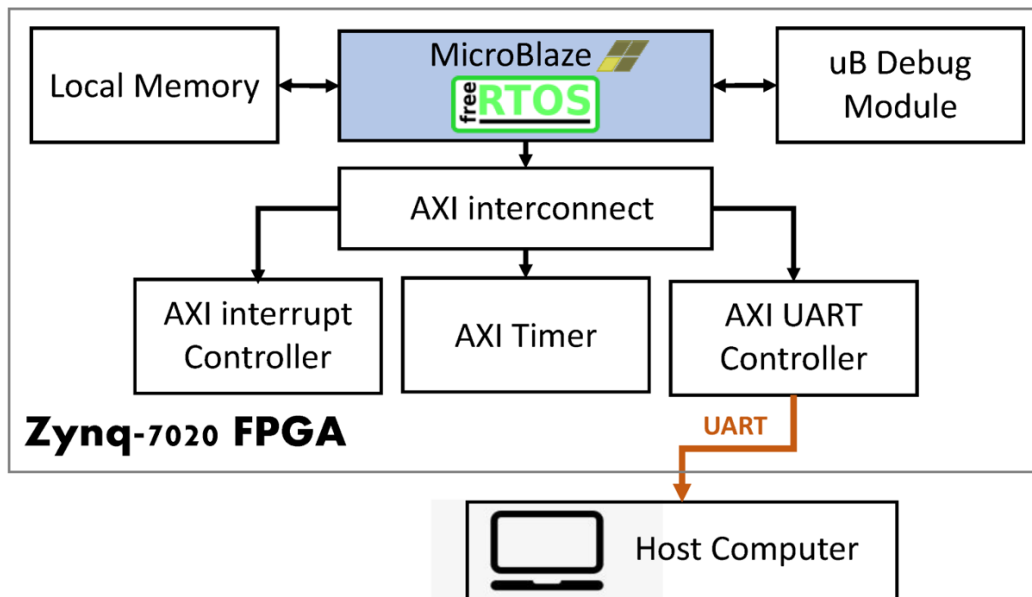 Local Memory
MicroBlaze
free RTOS
uB Debug
Module
AXI interconnect
AXI interrupt
Controller
AXI Timer
AXI UART
Controller
Zynq-7020 FPGA
UART
Host Computer